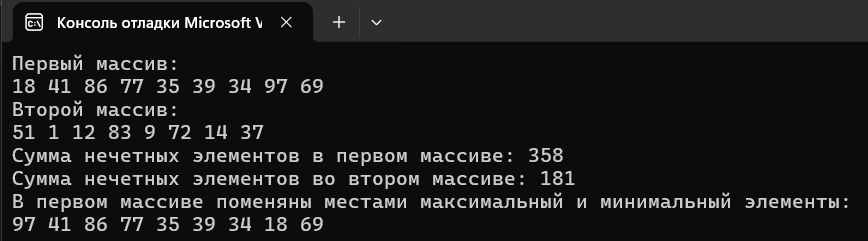 Консоль отладки Microsoft V
Первый массив:
18 41 86 77 35 39 34 97 69
Второй массив:
51 1 12 83 9 72 14 37
Сумма нечетных элементов в первом массиве: 358
Сумма нечетных элементов во втором массиве: 181
В первом массиве поменяны местами максимальный и минимальный элементы:
97 41 86 77 35 39 34 18 69